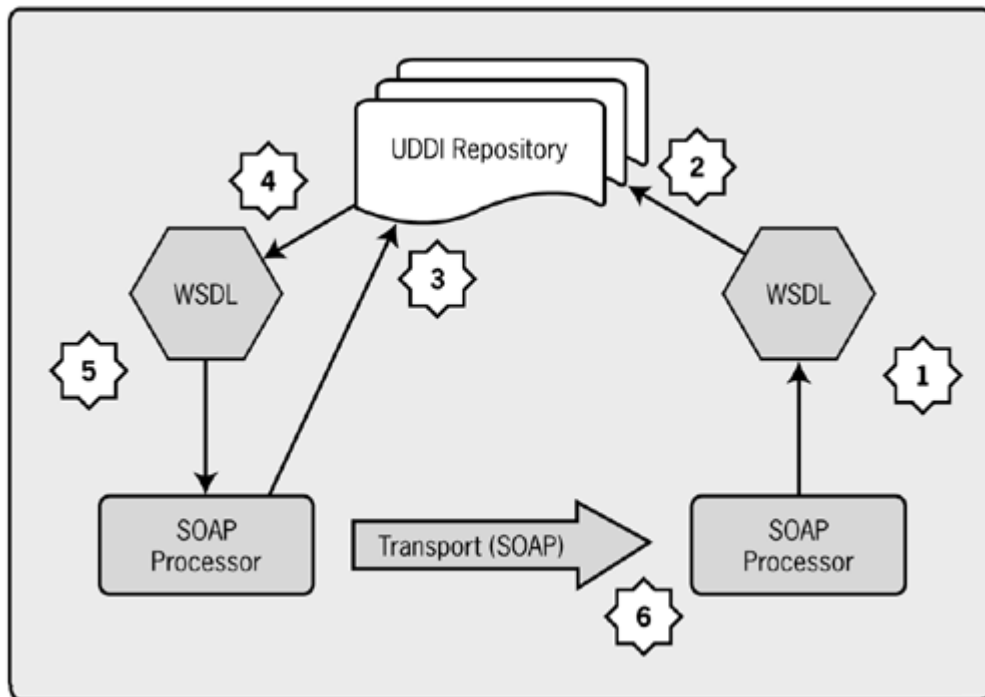 UDDI Repository
4
2
3
WSDL
WSDL
5
1
SOAP
Processor
Transport (SOAP)
SOAP
Processor
6